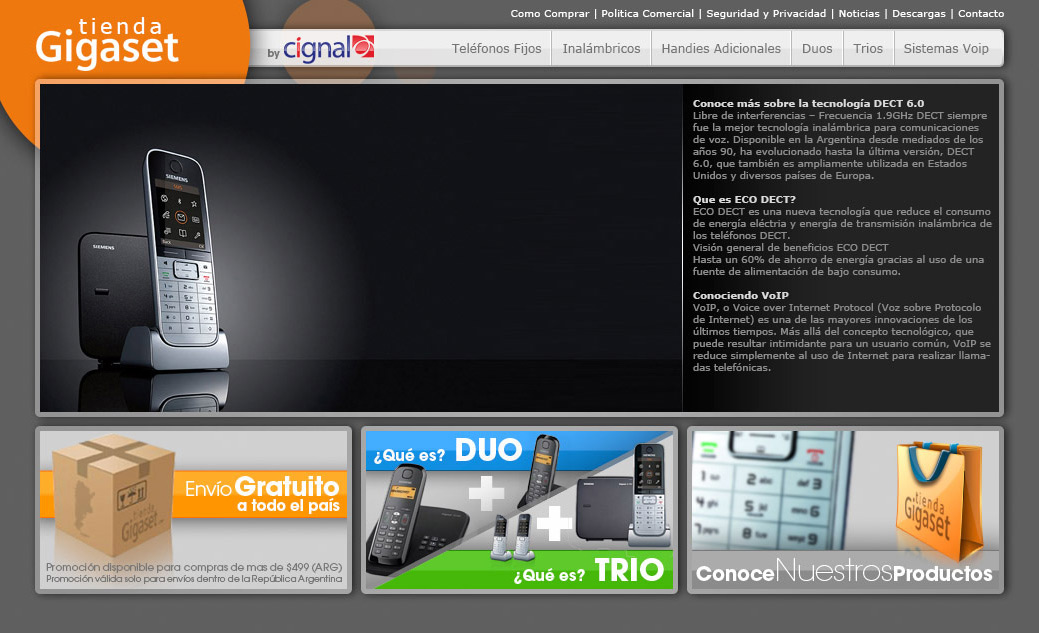 Como Comprar | Politica Comercial | Seguridad y Privacidad | Noticias | Descargas | Contacto
tienda
Gigaset
by cignal
Teléfonos Fijos
Inalámbricos
Handies Adicionales
Duos
Trios
Sistemas Voip
Conoce más sobre la tecnología DECT 6.0
Libre de interferencias – Frecuencia 1.9GHz DECT siempre
fue la mejor tecnología inalámbrica para comunicaciones
de voz. Disponible en la Argentina desde mediados de los
años 90, ha evolucionado hasta la última versión, DECT
6.0, que también es ampliamente utilizada en Estados
Unidos y diversos países de Europa.
Que es ECO DECT?
ECO DECT es una nueva tecnología que reduce el consumo
de energía eléctria y energía de transmisión inalámbrica de
los teléfonos DECT.
Visión general de beneficios ECO DECT
Hasta un 60% de ahorro de energía gracias al uso de una
fuente de alimentación de bajo consumo.
Conociendo VoIP
VoIP, o Voice over Internet Protocol (Voz sobre Protocolo
de Internet) es una de las mayores innovaciones de los
últimos tiempos. Más allá del concepto tecnológico, que
puede resultar intimidante para un usuario común, VoIP se
reduce simplemente al uso de Internet para realizar llama-
das telefónicas.
SIEMENS
SIEMENS
Envío Gratuito
a todo el país
tienda
Gigaset
Promoción disponible para compras de mas de $499 (ARG)
Promoción válida solo para envíos dentro de la República Argentina
¿Qué es? DUO
¿Qué es? TRIO
tienda
Gigaset
Conoce Nuestros Productos